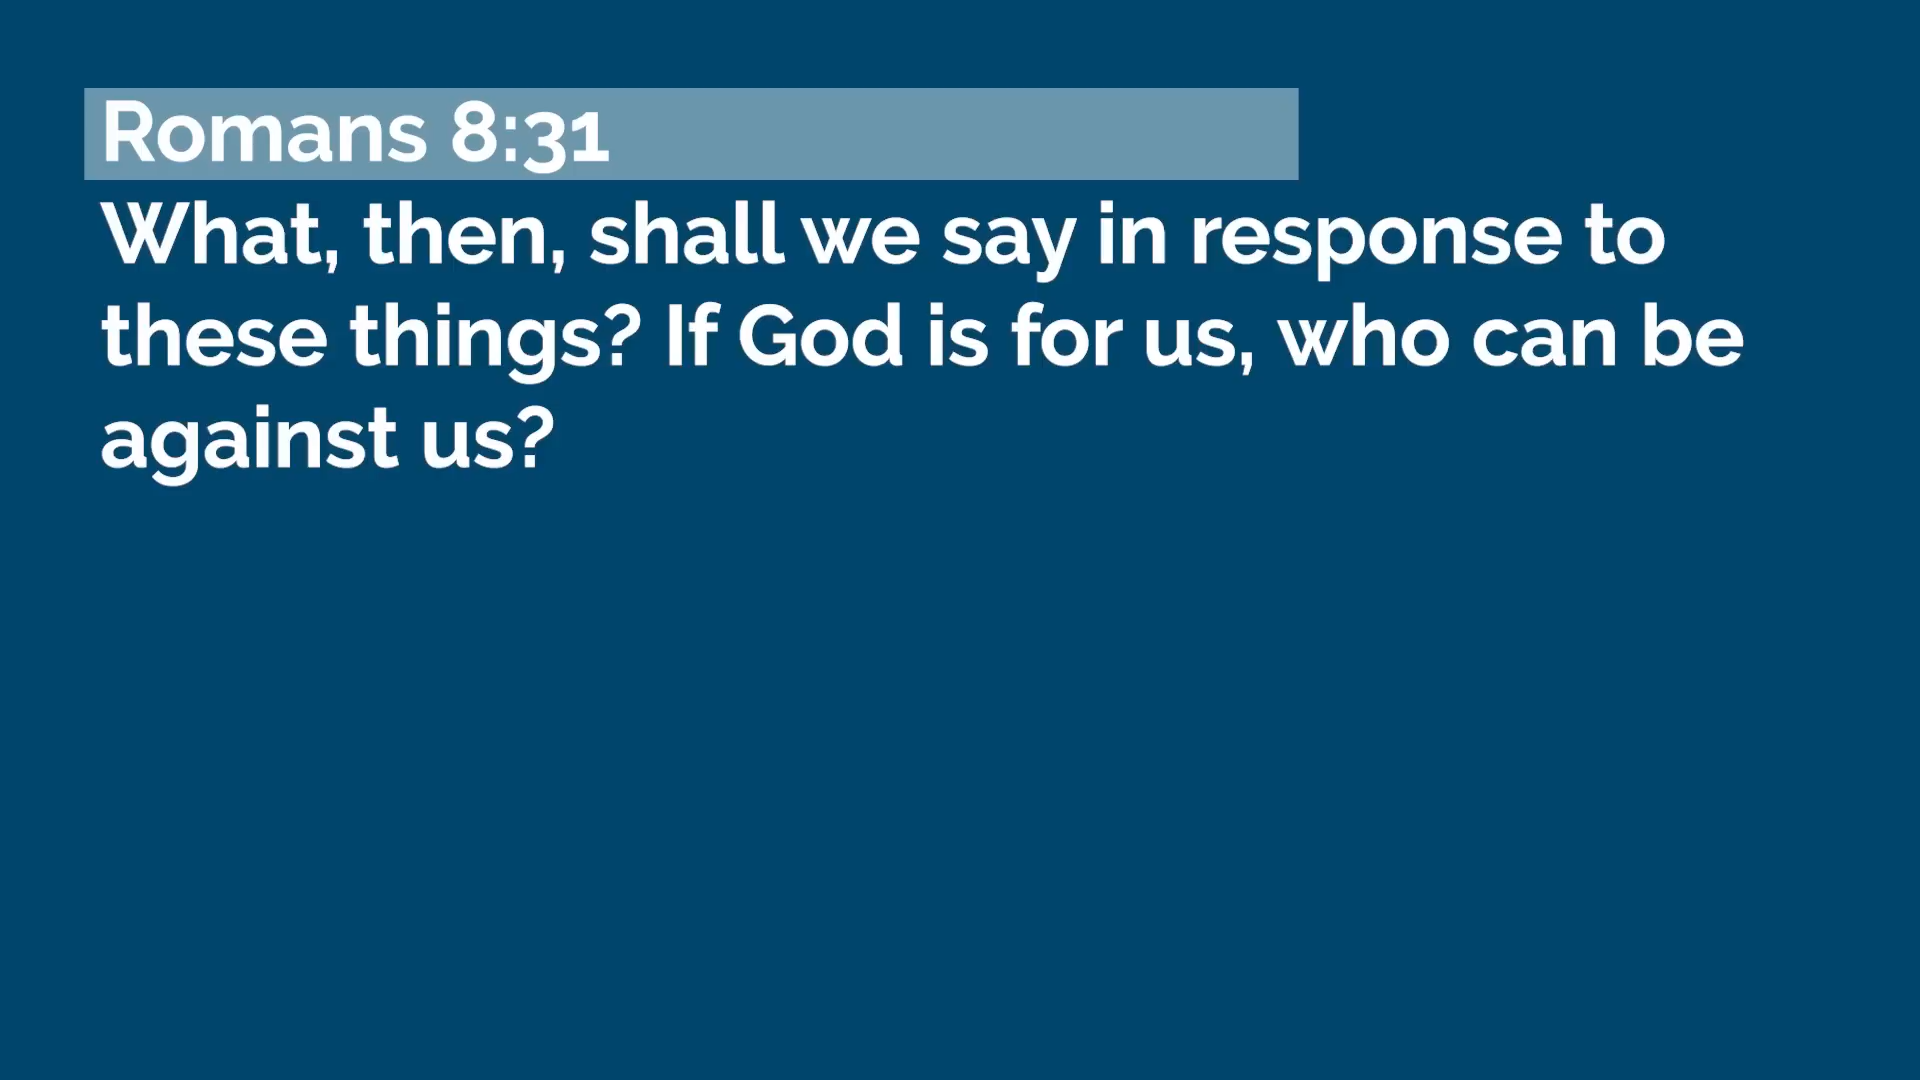 Romans 8:31
What, then, shall we say in response to
these things? If God is for us, who can be
against us?